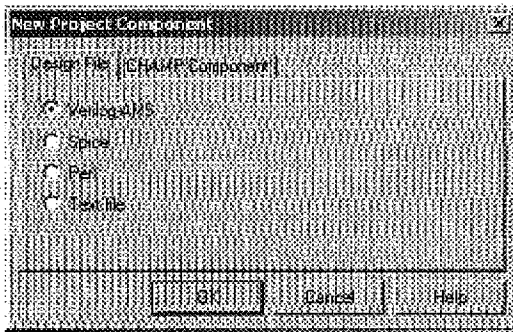 New Project Component
Design File CHAMP Component
Verilog-AMS
Spice
Perl
Text file
OK Cancel Help